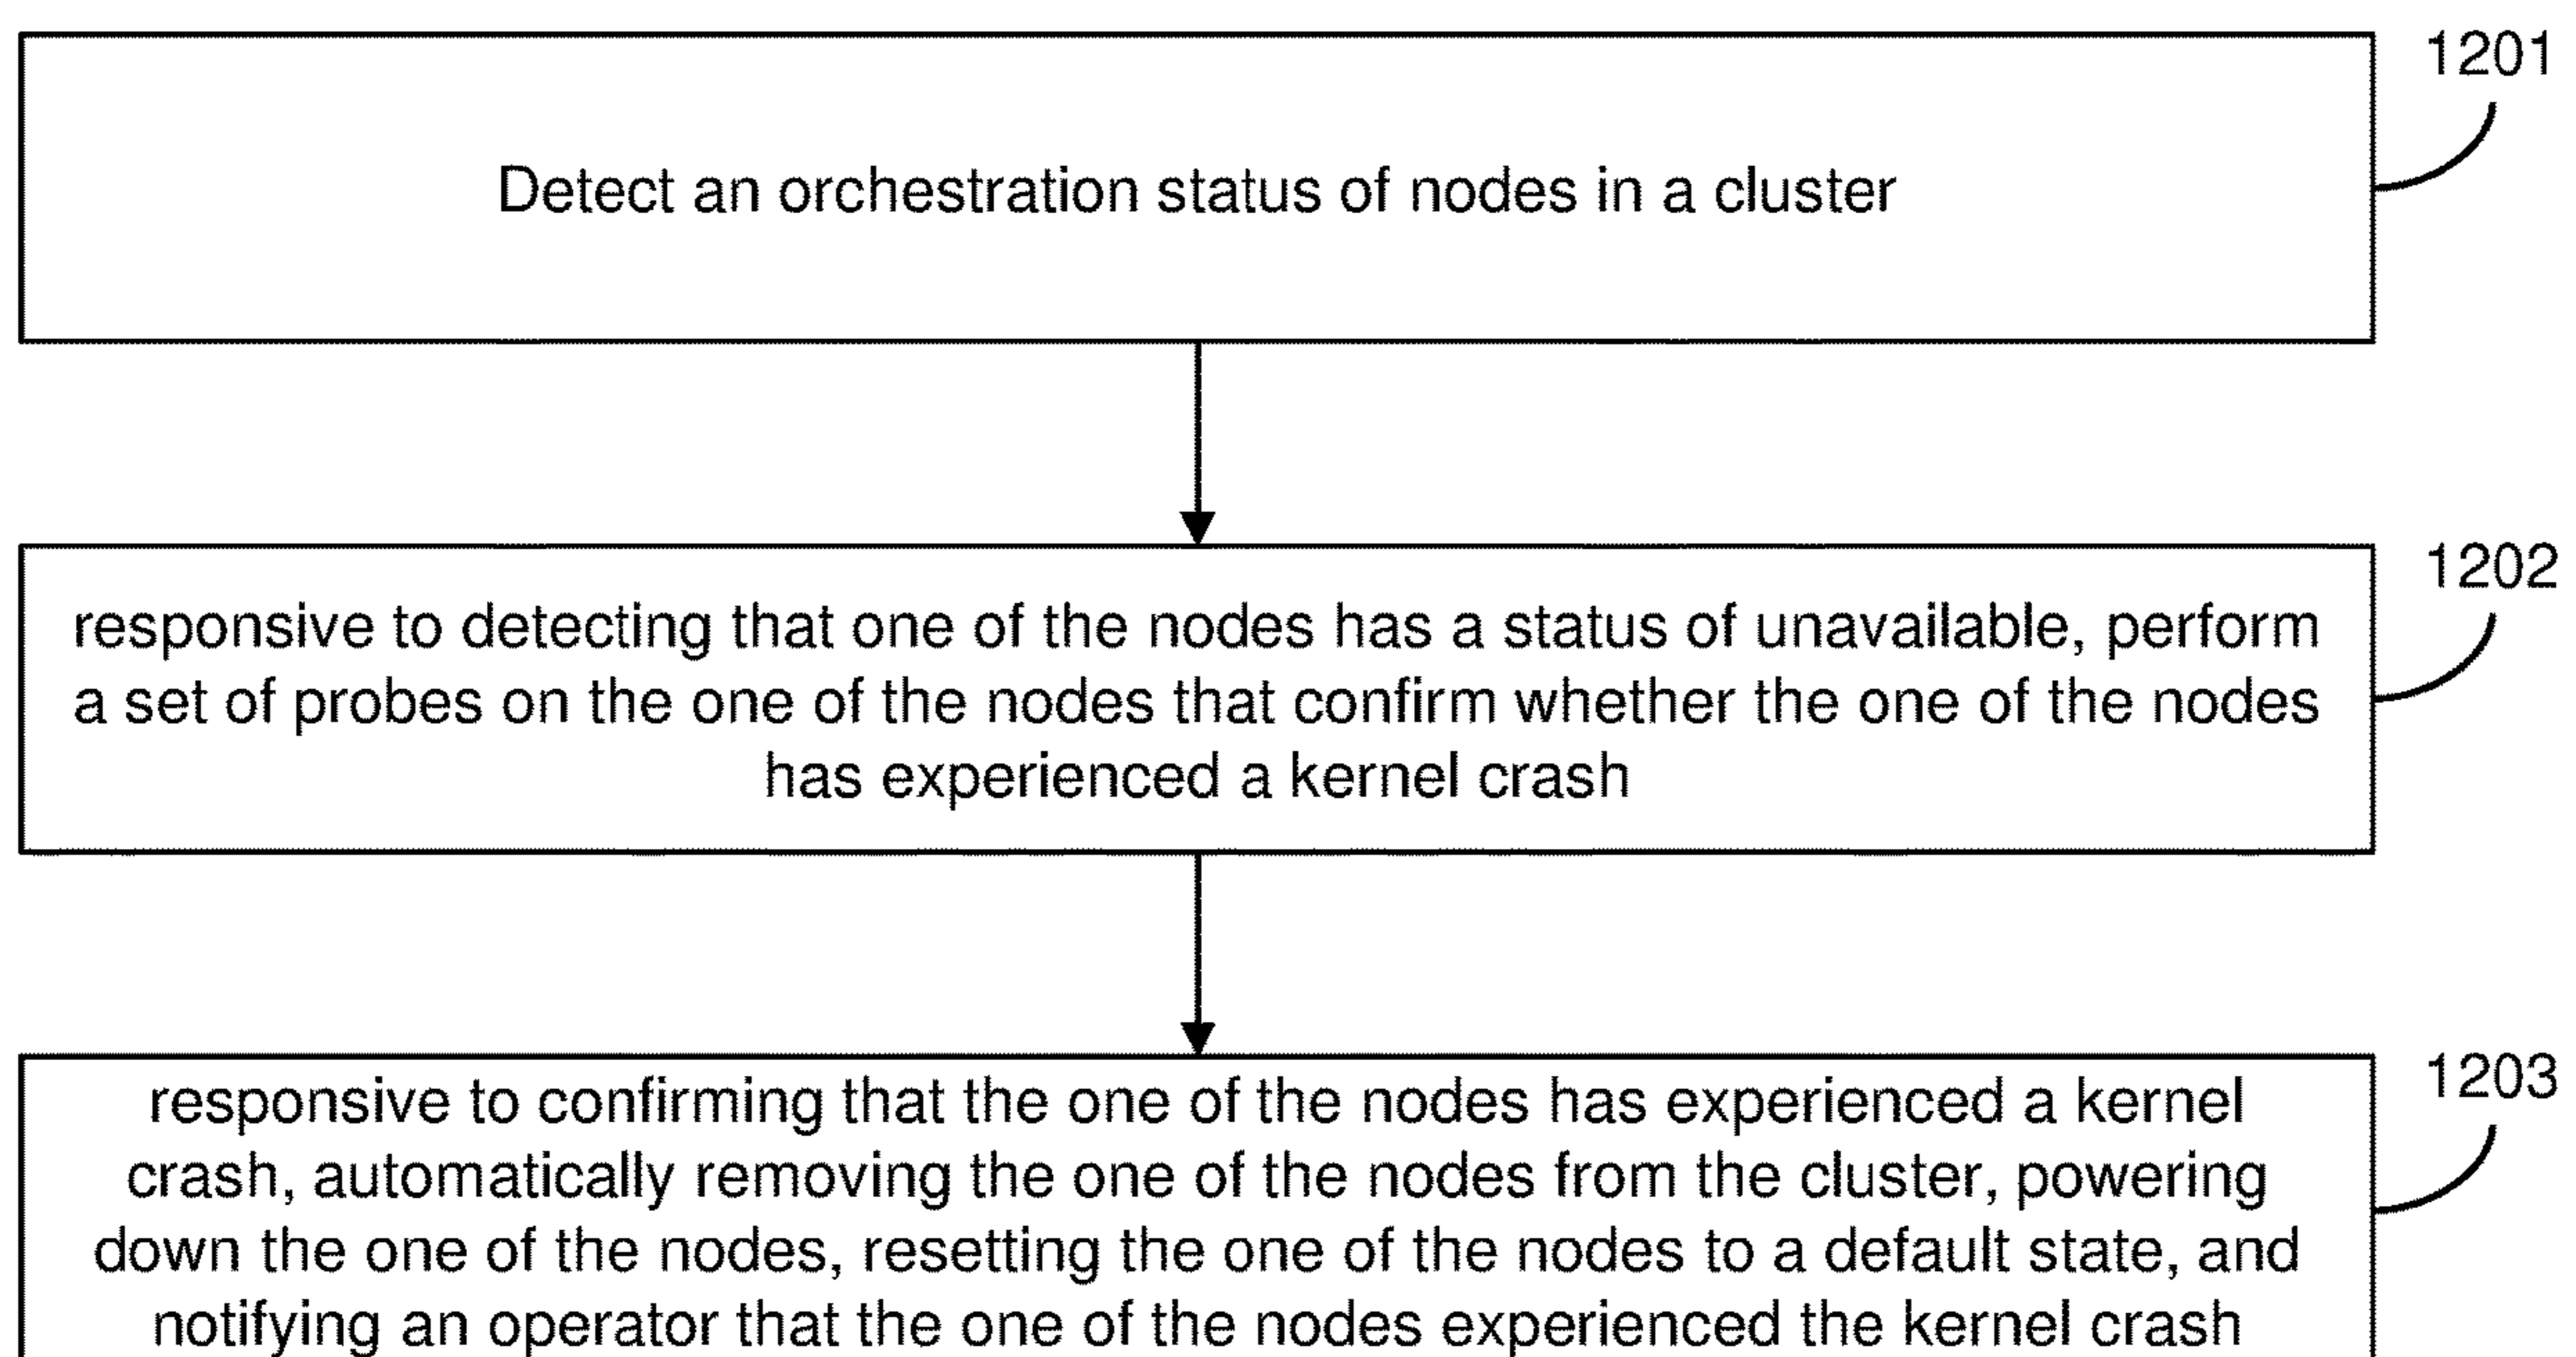 1201
Detect an orchestration status of nodes in a cluster
1202
responsive to detecting that one of the nodes has a status of unavailable, perform
a set of probes on the one of the nodes that confirm whether the one of the nodes
has experienced a kernel crash
1203
responsive to confirming that the one of the nodes has experienced a kernel
crash, automatically removing the one of the nodes from the cluster, powering
down the one of the nodes, resetting the one of the nodes to a default state, and
notifying an operator that the one of the nodes experienced the kernel crash